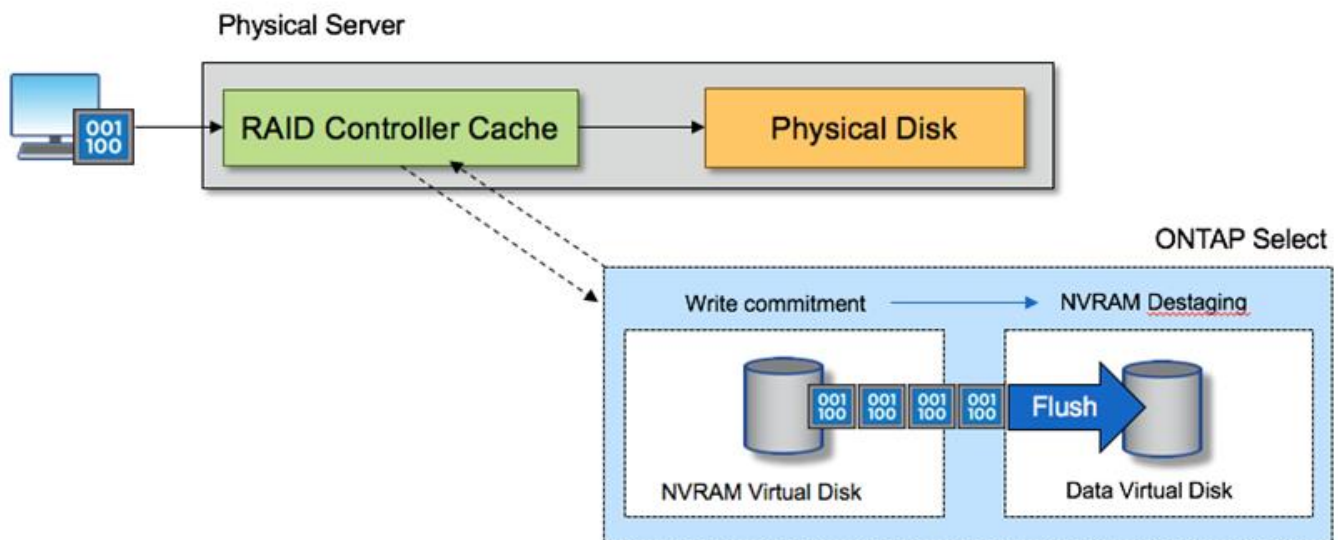 Physical Server
001
100
RAID Controller Cache
Physical Disk
ONTAP Select
Write commitment
NVRAM Destaging
001 001 001 001
100 100 100 100
Flush
NVRAM Virtual Disk
Data Virtual Disk